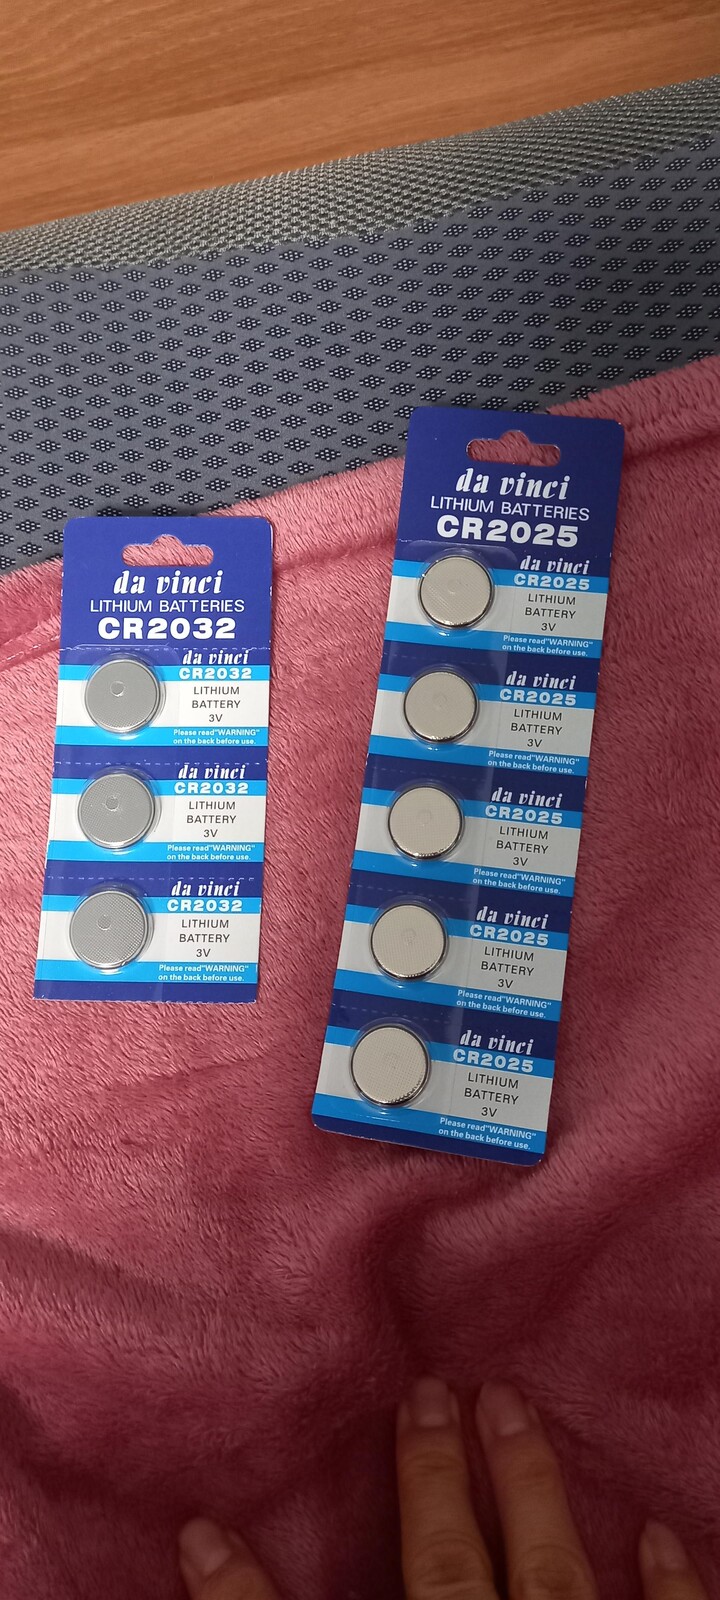 da vinci
LITHIUM BATTERIES
CR2032
da vinci
CR2032
LITHIUM
BATTERY
3V
Please read"WARNING"
on the back before use.
da vinci
CR2032
LITHIUM
BATTERY
3V
Please read"WARNING"
on the back before use.
da vinci
CR2032
LITHIUM
BATTERY
3V
Please read"WARNING"
on the back before use.
da vinci
LITHIUM BATTERIES
CR2025
da vinci
CR2025
LITHIUM
BATTERY
3V
Please read"WARNING"
on the back before use.
da vinci
CR2025
LITHIUM
BATTERY
3V
Please read"WARNING"
on the back before use.
da vinci
CR2025
LITHIUM
BATTERY
3V
Please read"WARNING"
on the back before use.
da vinci
CR2025
LITHIUM
BATTERY
3V
Please read"WARNING"
on the back before use.
da vinci
CR2025
LITHIUM
BATTERY
3V
Please read"WARNING"
on the back before use.